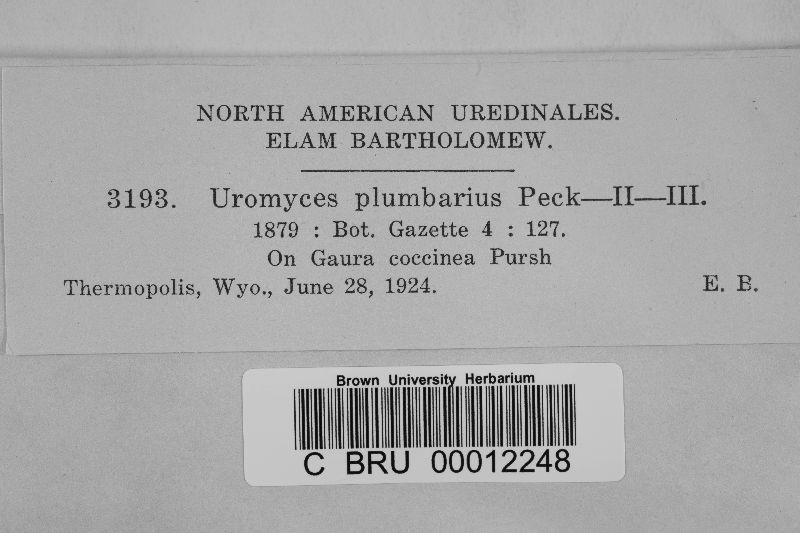 NORTH AMERICAN UREDINALES.
ELAM BARTHOLOMEW.
3193. Uromyces plumbarius Peck—II—III.
1879 : Bot. Gazette 4 : 127.
On Gaura coccinea Pursh
Thermopolis, Wyo., June 28, 1924. E. B.
Brown University Herbarium
C BRU 00012248